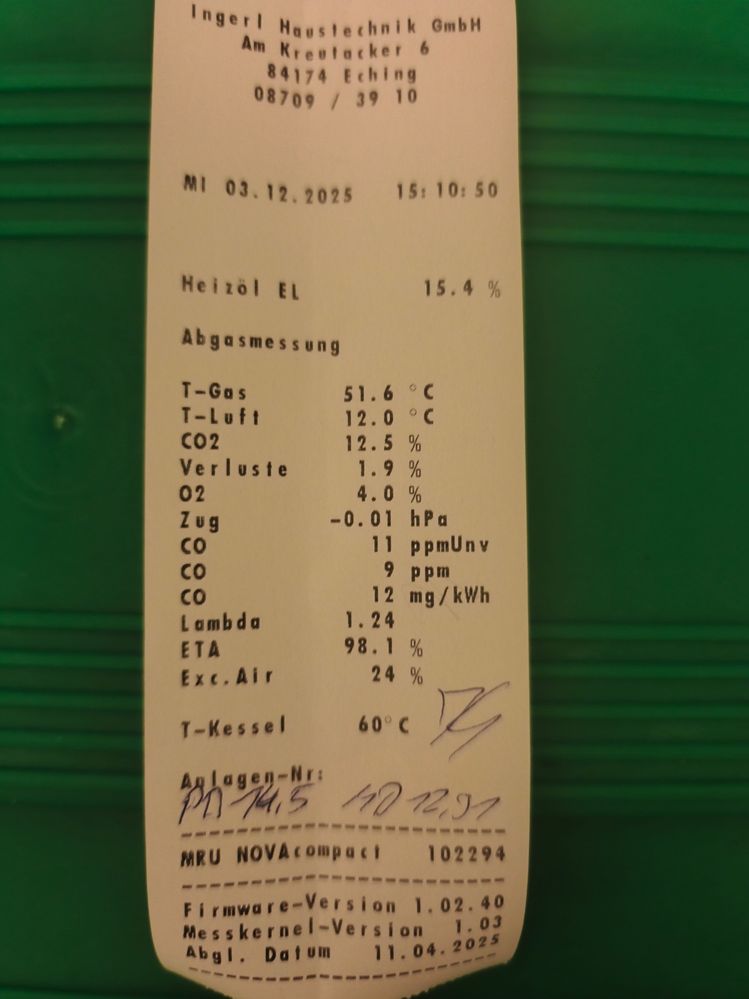 Ingerl Haustechnik GmbH
Am Kreutacker 6
84174 Eching
08709 / 39 10
MI 03.12.2025 15:10:50
Heizöl EL 15.4 %
Abgasmessung
T-Gas 51.6 °C
T-Luft 12.0 °C
CO2 12.5 %
Verluste 1.9 %
O2 4.0 %
Zug -0.01 hPa
CO 11 ppmUnv
CO 9 ppm
CO 12 mg/kWh
Lambda 1.24
ETA 98.1 %
Exc.Air 24 %
T-Kessel 60°C
Anlagen-Nr:
14,5 12,91
MRU NOVAcompact 102294
Firmware-Version 1.02.40
Messkernel-Version 1.03
Abgl. Datum 11.04.2025